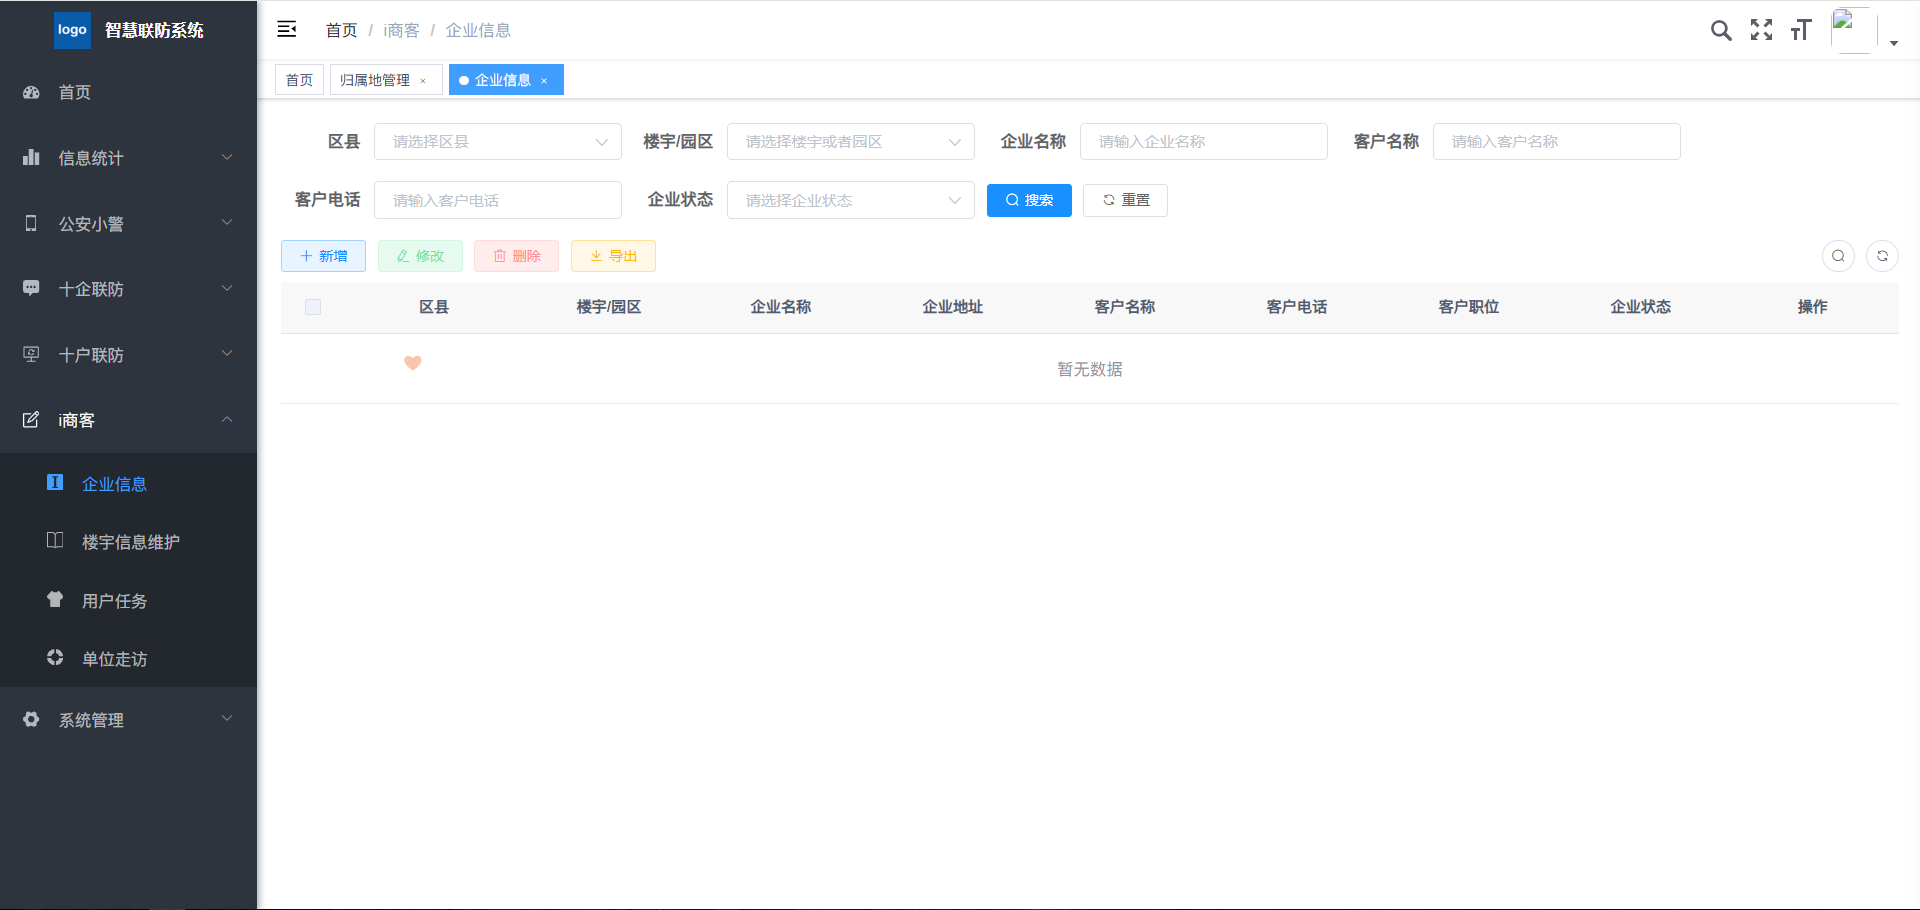 logo 智慧联防系统
首页
信息统计
公安小警
十企联防
十户联防
i商客
企业信息
楼宇信息维护
用户任务
单位走访
系统管理
首页 / i商客 / 企业信息
首页 归属地管理 × 企业信息 ×
区县 请选择区县 楼宇/园区 请选择楼宇或者园区 企业名称 请输入企业名称 客户名称 请输入客户名称
客户电话 请输入客户电话 企业状态 请选择企业状态 搜索 重置
新增 修改 删除 导出
区县 楼宇/园区 企业名称 企业地址 客户名称 客户电话 客户职位 企业状态 操作
暂无数据